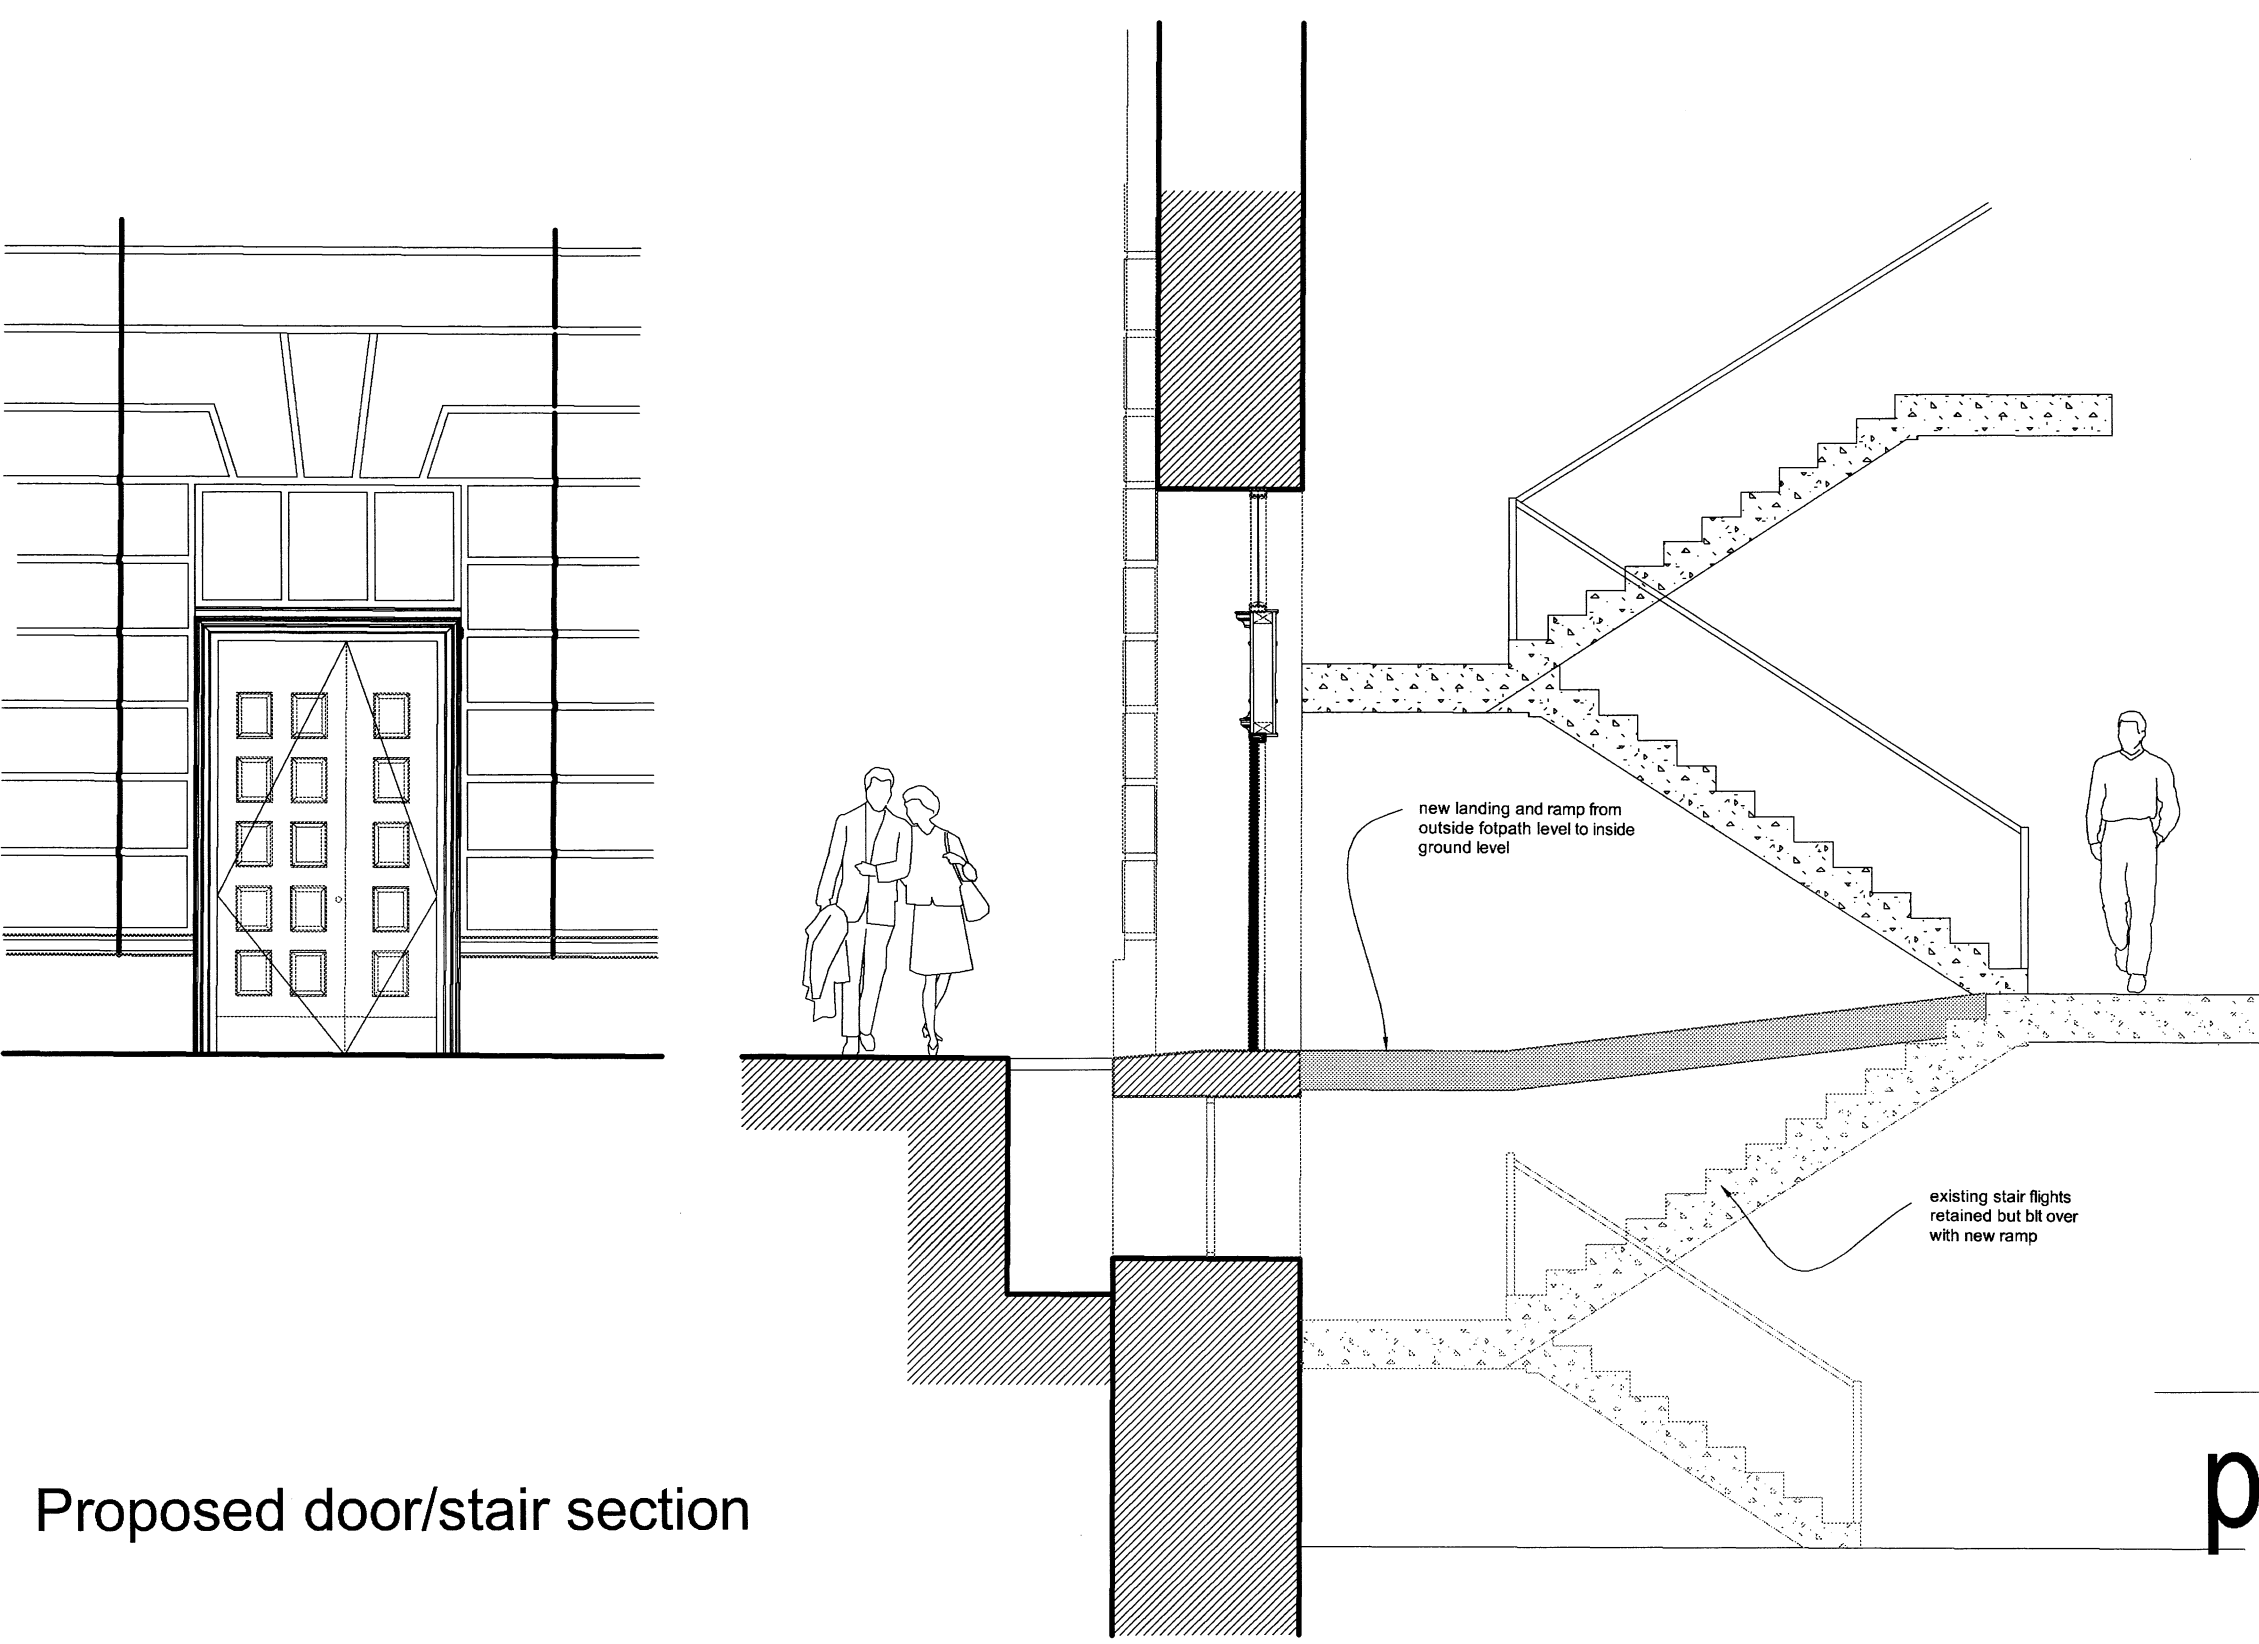 new landing and ramp from
outside fotpath level to inside
ground level
existing stair flights
retained but blt over
with new ramp
Proposed door/stair section
p